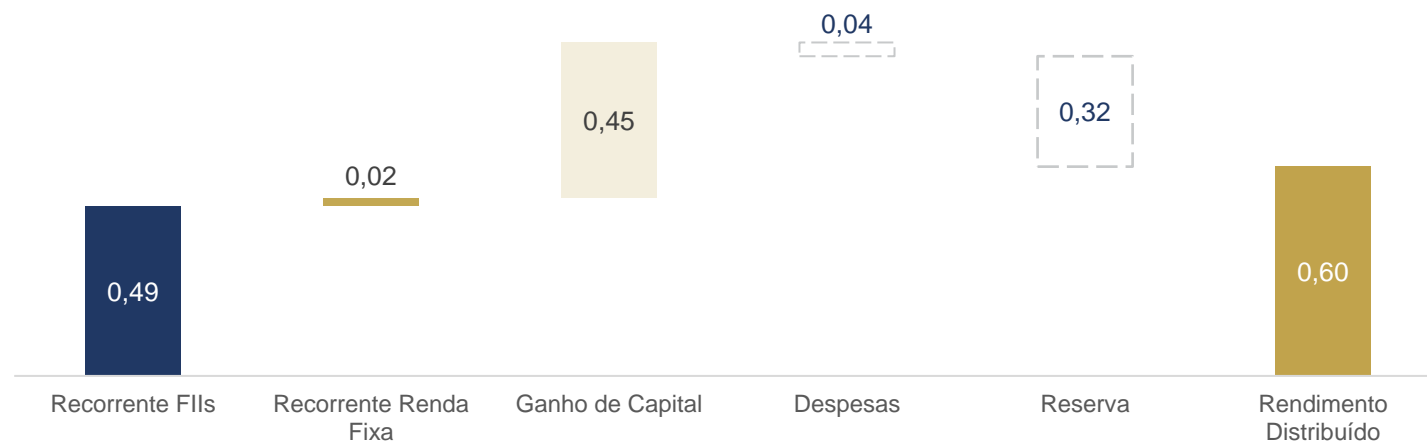 0,04
0,45
0,32
0,02
0,49
0,60
Recorrente FIIs
Recorrente Renda
Fixa
Ganho de Capital
Despesas
Reserva
Rendimento
Distribuído